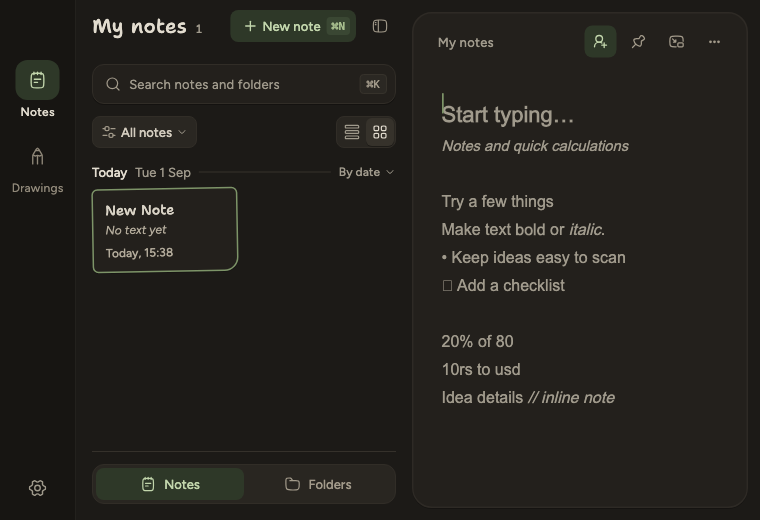 My notes 1
+ New note ⌘N
Notes
Drawings
Search notes and folders ⌘K
All notes
Today Tue 1 Sep
By date
New Note
No text yet
Today, 15:38
Notes
Folders
My notes
Start typing...
Notes and quick calculations
Try a few things
Make text bold or italic.
• Keep ideas easy to scan
☐ Add a checklist
20% of 80
10rs to usd
Idea details // inline note